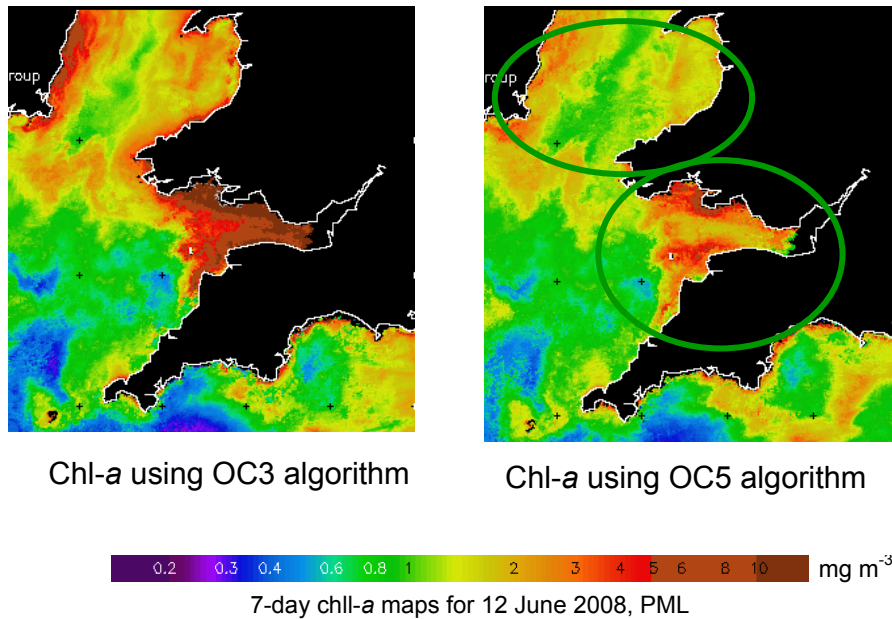 roup
roup
Chl-a using OC3 algorithm
Chl-a using OC5 algorithm
0.2 0.3 0.4 0.6 0.8 1 2 3 4 5 6 8 10 mg m-3
7-day chll-a maps for 12 June 2008, PML